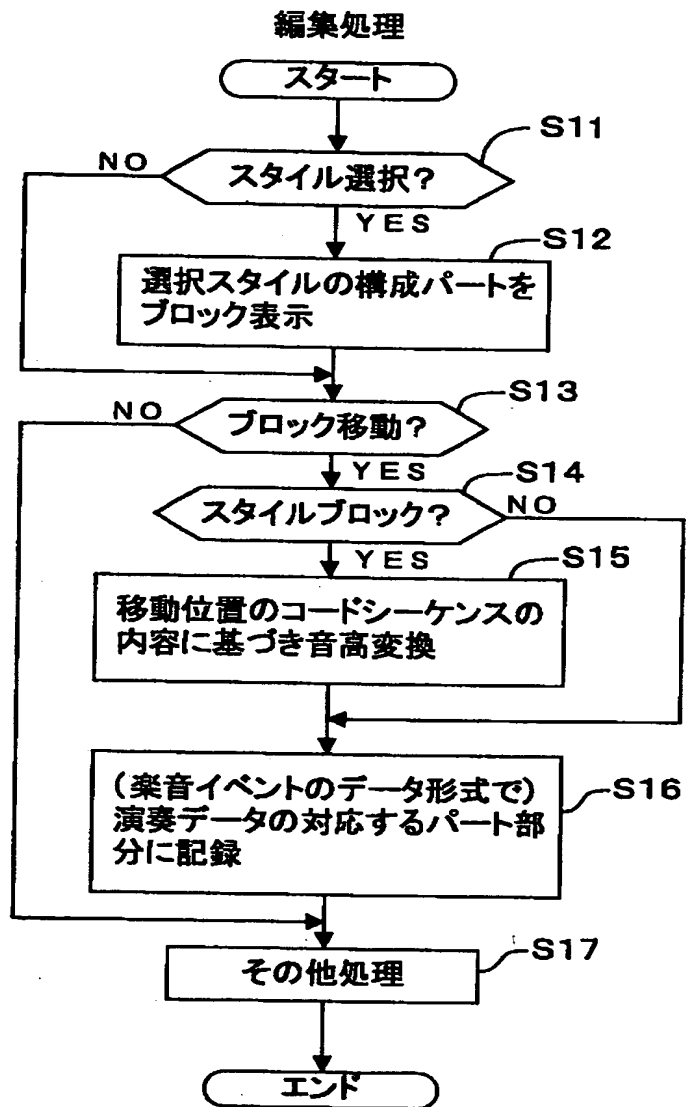 編集処理
スタート
S11
NO
スタイル選択?
YES
S12
選択スタイルの構成パートを
ブロック表示
S13
NO
ブロック移動?
YES
S14
スタイルブロック?
NO
YES
S15
移動位置のコードシーケンスの
内容に基づき音高変換
S16
(楽音イベントのデータ形式で)
演奏データの対応するパート部
分に記録
S17
その他処理
エンド